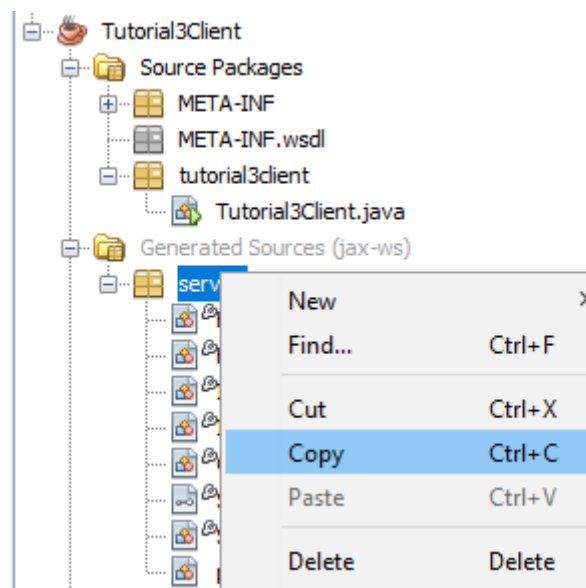 Tutorial3Client
Source Packages
META-INF
META-INF.wsdl
tutorial3client
Tutorial3Client.java
Generated Sources (jax-ws)
New
Find... Ctrl+F
Cut Ctrl+X
Copy Ctrl+C
Paste Ctrl+V
Delete Delete